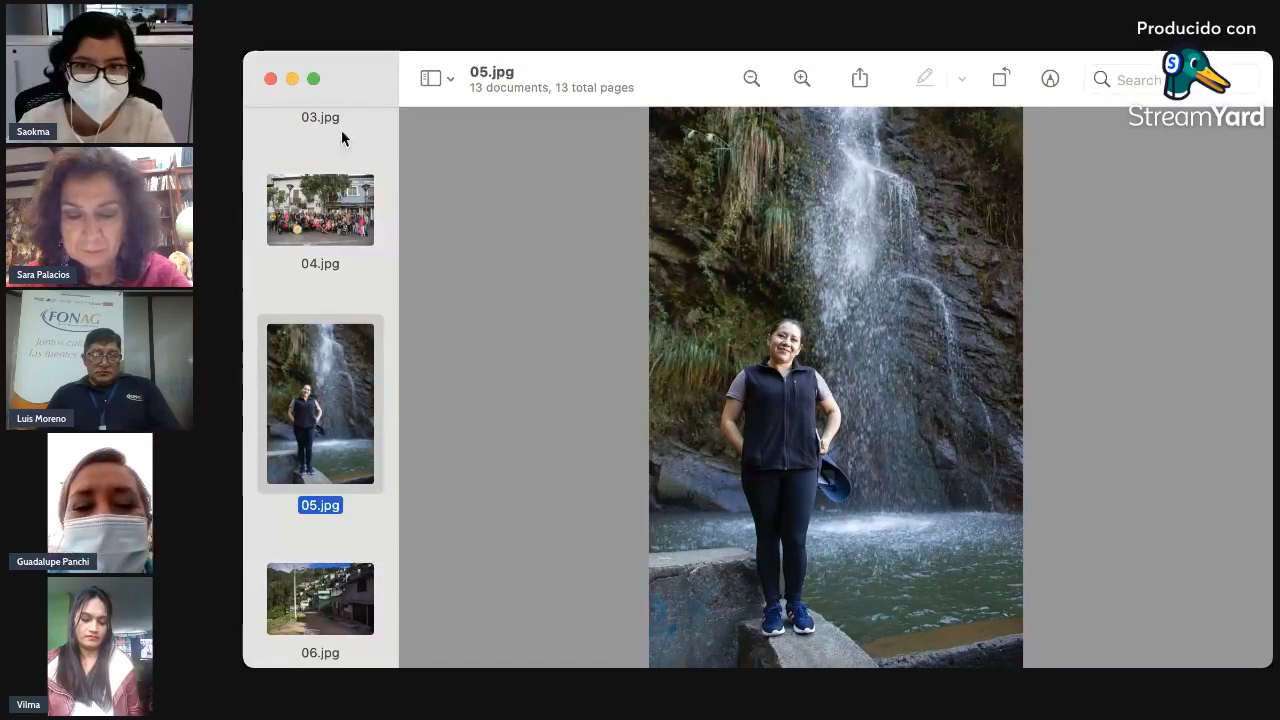 Producido con
StreamYard
Saokma
Sara Palacios
FONAG
Luis Moreno
Guadalupe Panchi
Vilma
05.jpg
13 documents, 13 total pages
Search
03.jpg
04.jpg
05.jpg
06.jpg